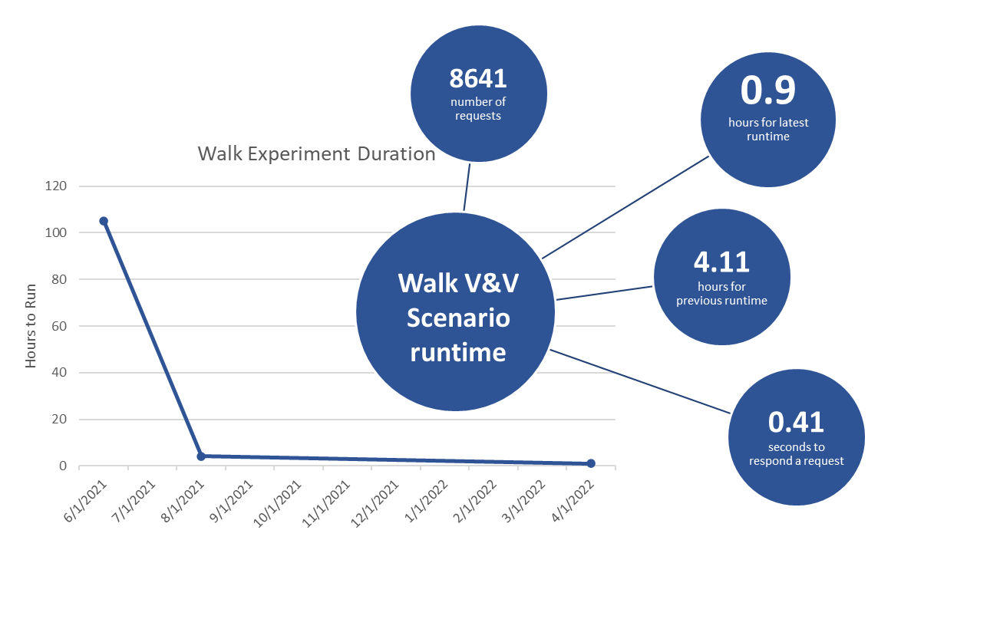 8641
number of
requests
0.9
hours for latest
runtime
Walk Experiment Duration
120
100
80
60
40
20
0
Hours to Run
Walk V&V
Scenario
runtime
4.11
hours for
previous runtime
0.41
seconds to
respond a request
6/1/2021
7/1/2021
8/1/2021
9/1/2021
10/1/2021
11/1/2021
12/1/2021
1/1/2022
2/1/2022
3/1/2022
4/1/2022